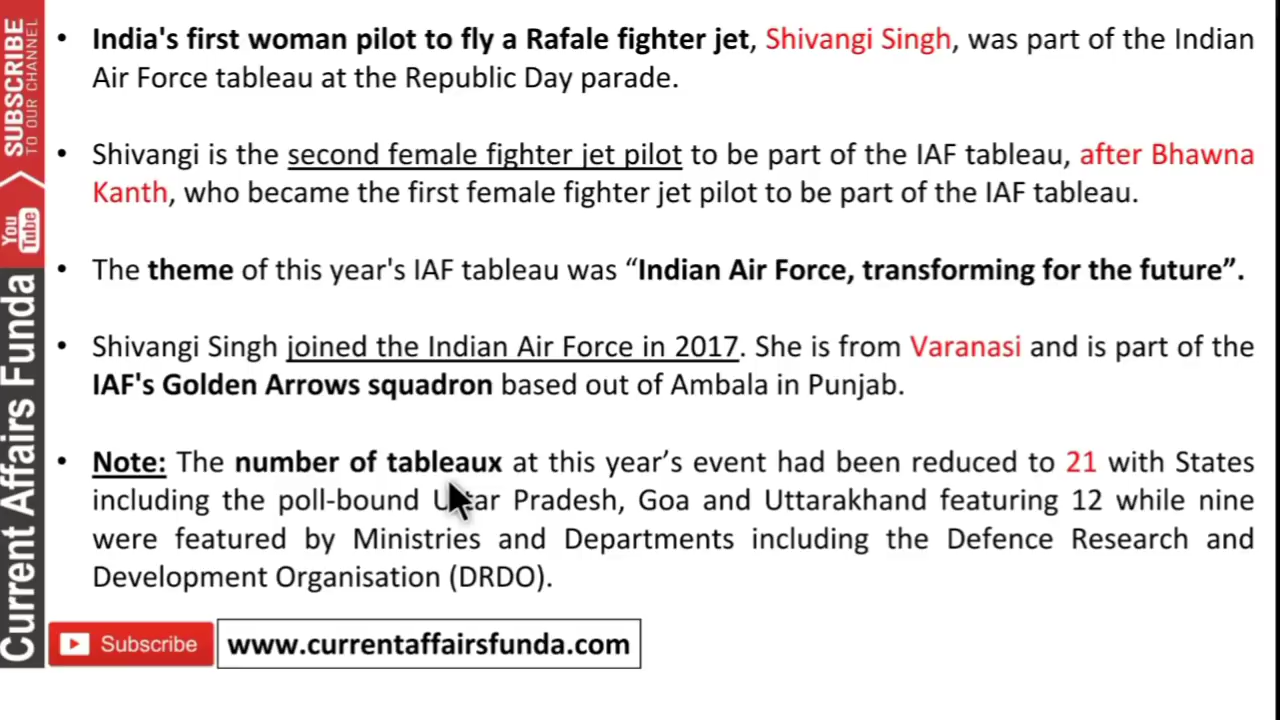 SUBSCRIBE
TO OUR CHANNEL
You
Tube
Current Affairs Funda
• India's first woman pilot to fly a Rafale fighter jet, Shivangi Singh, was part of the Indian
Air Force tableau at the Republic Day parade.
• Shivangi is the second female fighter jet pilot to be part of the IAF tableau, after Bhawna
Kanth, who became the first female fighter jet pilot to be part of the IAF tableau.
• The theme of this year's IAF tableau was “Indian Air Force, transforming for the future”.
• Shivangi Singh joined the Indian Air Force in 2017. She is from Varanasi and is part of the
IAF's Golden Arrows squadron based out of Ambala in Punjab.
• Note: The number of tableaux at this year’s event had been reduced to 21 with States
including the poll-bound Uttar Pradesh, Goa and Uttarakhand featuring 12 while nine
were featured by Ministries and Departments including the Defence Research and
Development Organisation (DRDO).
Subscribe
www.currentaffairsfunda.com